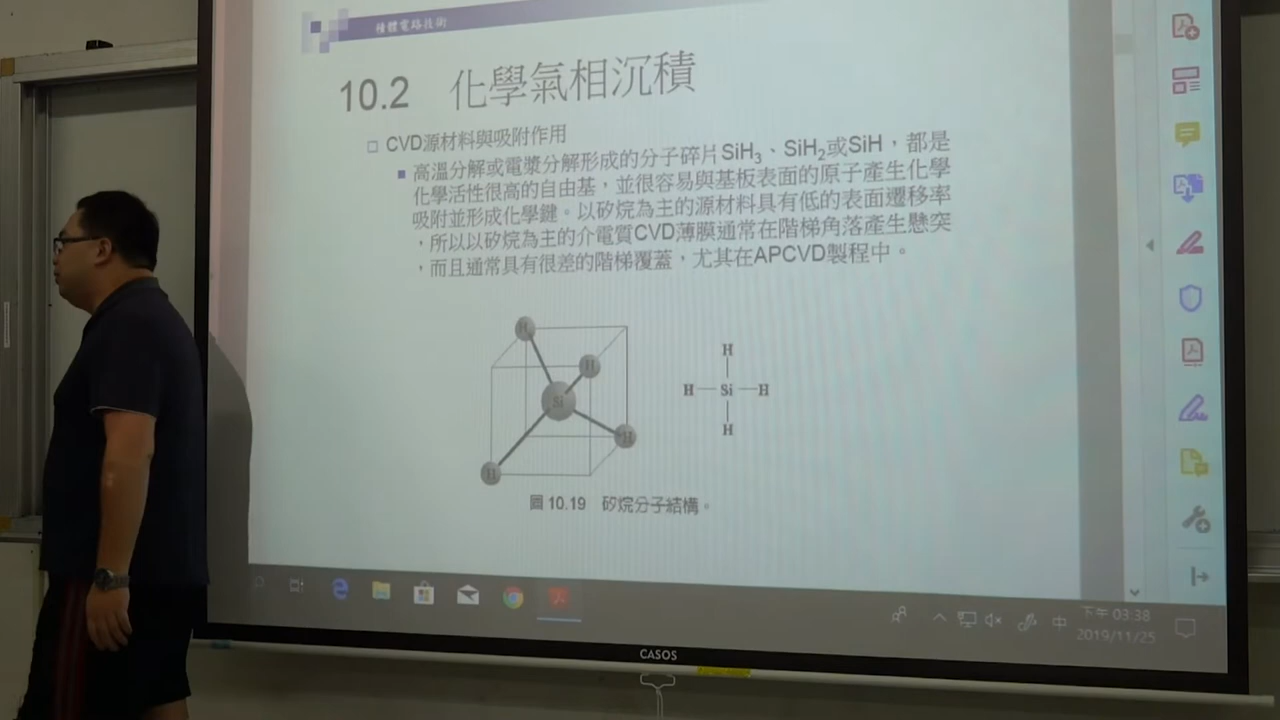 積體電路技術
10.2 化學氣相沉積
CVD源材料與吸附作用
高溫分解或電漿分解形成的分子碎片SiH₃、SiH₂或SiH，都是
化學活性很高的自由基，並很容易與基板表面的原子產生化學
吸附並形成化學鍵。以矽烷為主的源材料具有低的表面遷移率
，所以以矽烷為主的介電質CVD薄膜通常在階梯角落產生懸突
，而且通常具有很差的階梯覆蓋，尤其在APCVD製程中。
H
H
Si
H
H
H
H Si H
H
圖 10.19 矽烷分子結構。
中
下午 03:38
2019/11/25
CASOS